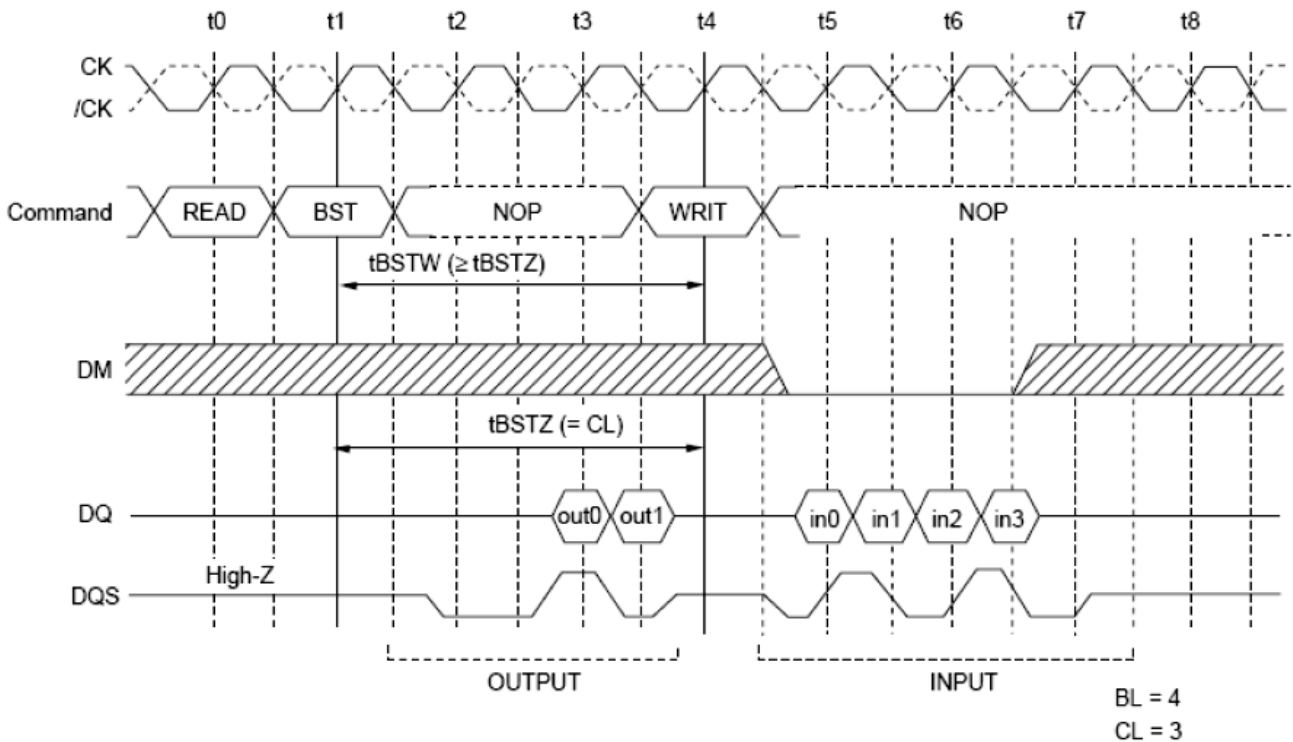 t0 t1 t2 t3 t4 t5 t6 t7 t8
CK
/CK
Command READ BST NOP WRIT NOP
tBSTW (≥ tBSTZ)
DM
tBSTZ (= CL)
DQ out0 out1 in0 in1 in2 in3
High-Z
DQS
OUTPUT INPUT
BL = 4
CL = 3